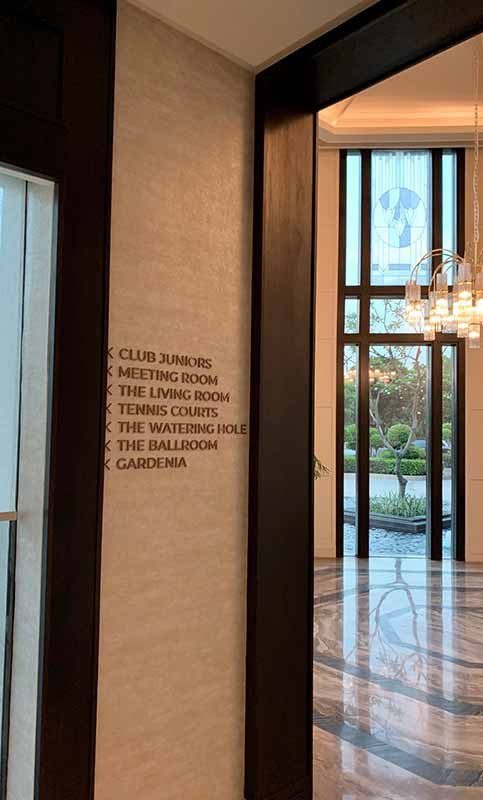 CLUB JUNIORS
MEETING ROOM
THE LIVING ROOM
TENNIS COURTS
THE WATERING HOLE
THE BALLROOM
GARDENIA